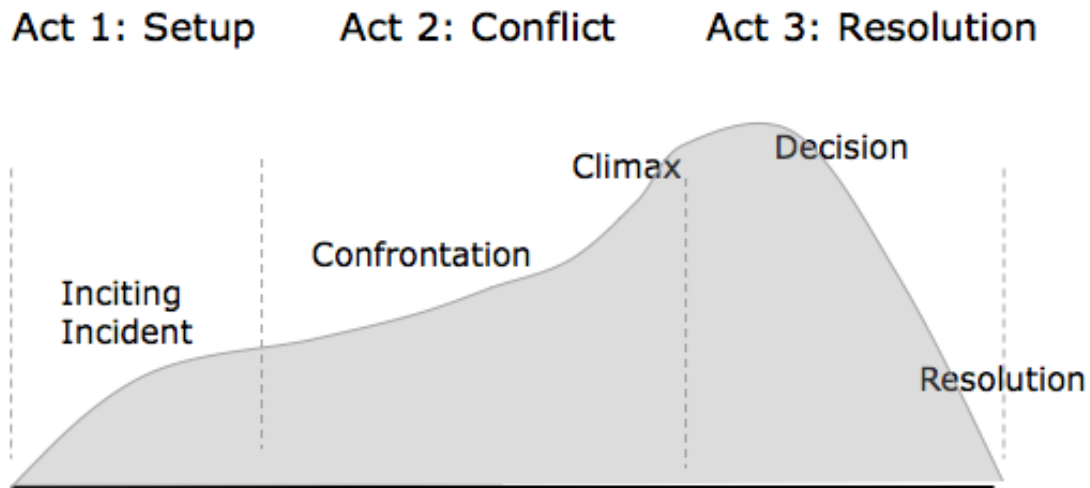 Act 1: Setup
Act 2: Conflict
Act 3: Resolution
Climax
Decision
Confrontation
Inciting
Incident
Resolution